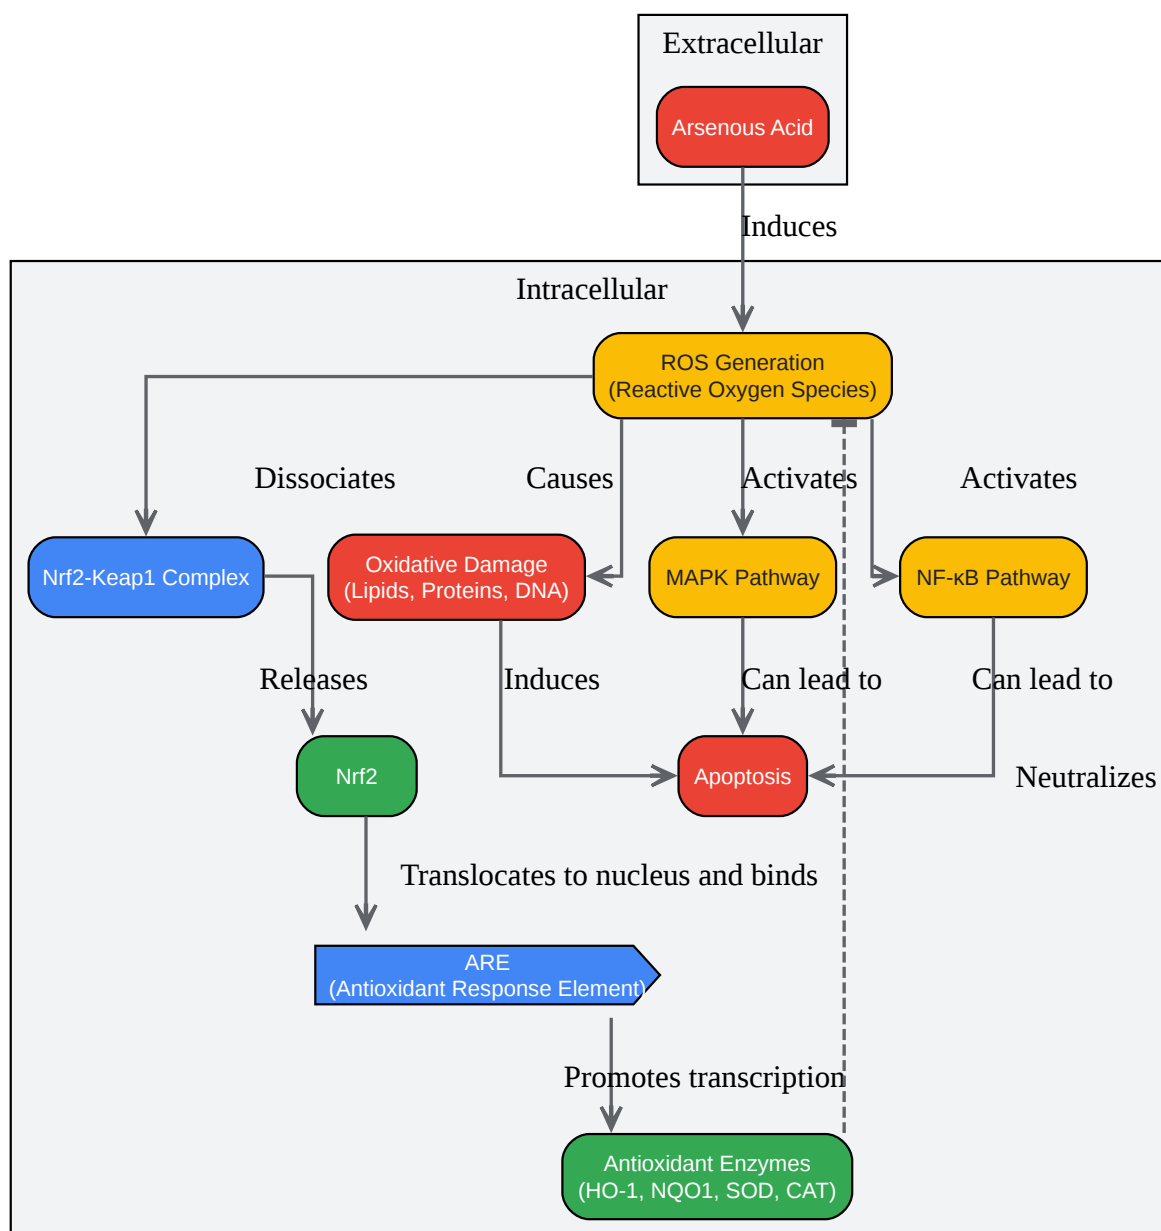 Extracellular
Arsenous Acid
Induces
Intracellular
ROS Generation
(Reactive Oxygen Species)
Dissociates
Causes
Activates
Activates
Nrf2-Keap1 Complex
Oxidative Damage
(Lipids, Proteins, DNA)
MAPK Pathway
NF-κB Pathway
Releases
Induces
Can lead to
Can lead to
Nrf2
Apoptosis
Neutralizes
Translocates to nucleus and binds
ARE
(Antioxidant Response Element)
Promotes transcription
Antioxidant Enzymes
(HO-1, NQO1, SOD, CAT)